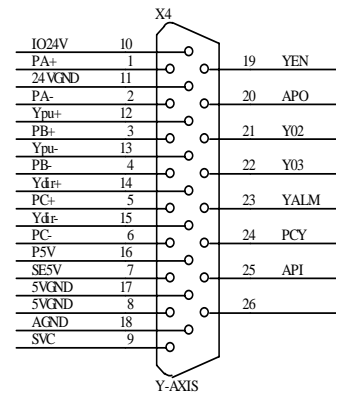 X4
IO24V 10
PA+ 1 19 YEN
24VGND 11
PA- 2 20 APO
Ypu+ 12
PB+ 3 21 Y02
Ypu- 13
PB- 4 22 Y03
Ydir+ 14
PC+ 5 23 YALM
Ydir- 15
PC- 6 24 PCY
P5V 16
SE5V 7 25 API
5VGND 17
5VGND 8 26
AGND 18
SVC 9
Y-AXIS